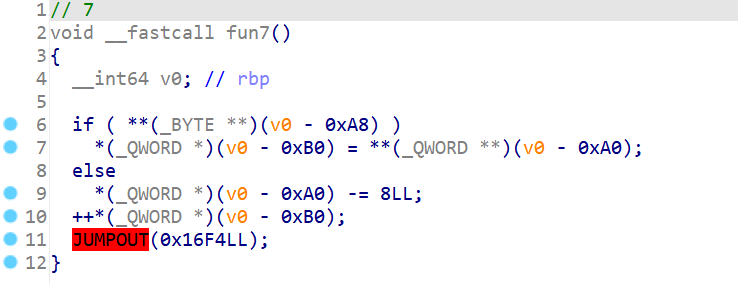 1 // 7
2 void __fastcall fun7()
3 {
4   __int64 v0; // rbp
5
6   if ( **(_BYTE **)(v0 - 0xA8) )
7     *(_QWORD *)(v0 - 0xB0) = **(_QWORD **)(v0 - 0xA0);
8   else
9     *(_QWORD *)(v0 - 0xA0) -= 8LL;
10   ++*(_QWORD *)(v0 - 0xB0);
11   JUMPOUT(0x16F4LL);
12 }